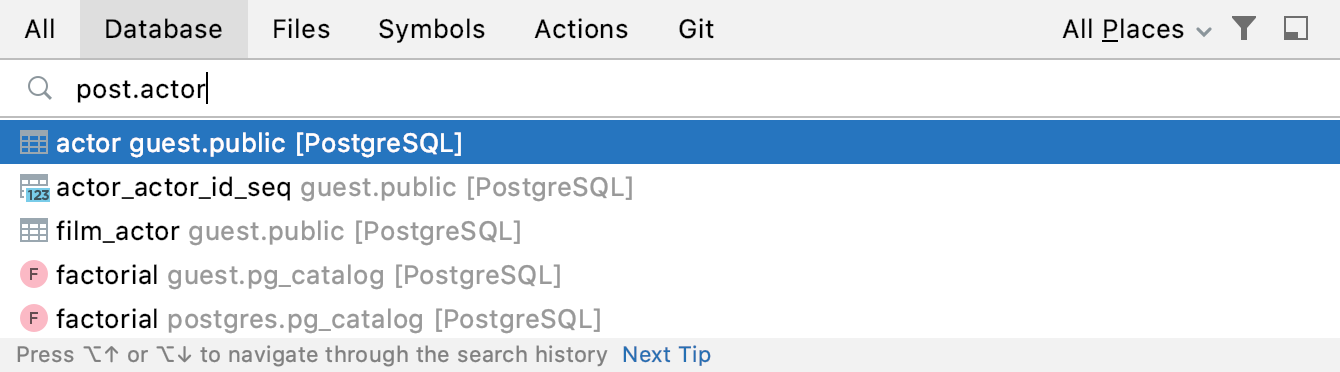 All Database Files Symbols Actions Git All Places
post.actor
actor guest.public [PostgreSQL]
123 actor_actor_id_seq guest.public [PostgreSQL]
film_actor guest.public [PostgreSQL]
F factorial guest.pg_catalog [PostgreSQL]
F factorial postgres.pg_catalog [PostgreSQL]
Press ⌥↑ or ⌥↓ to navigate through the search history Next Tip